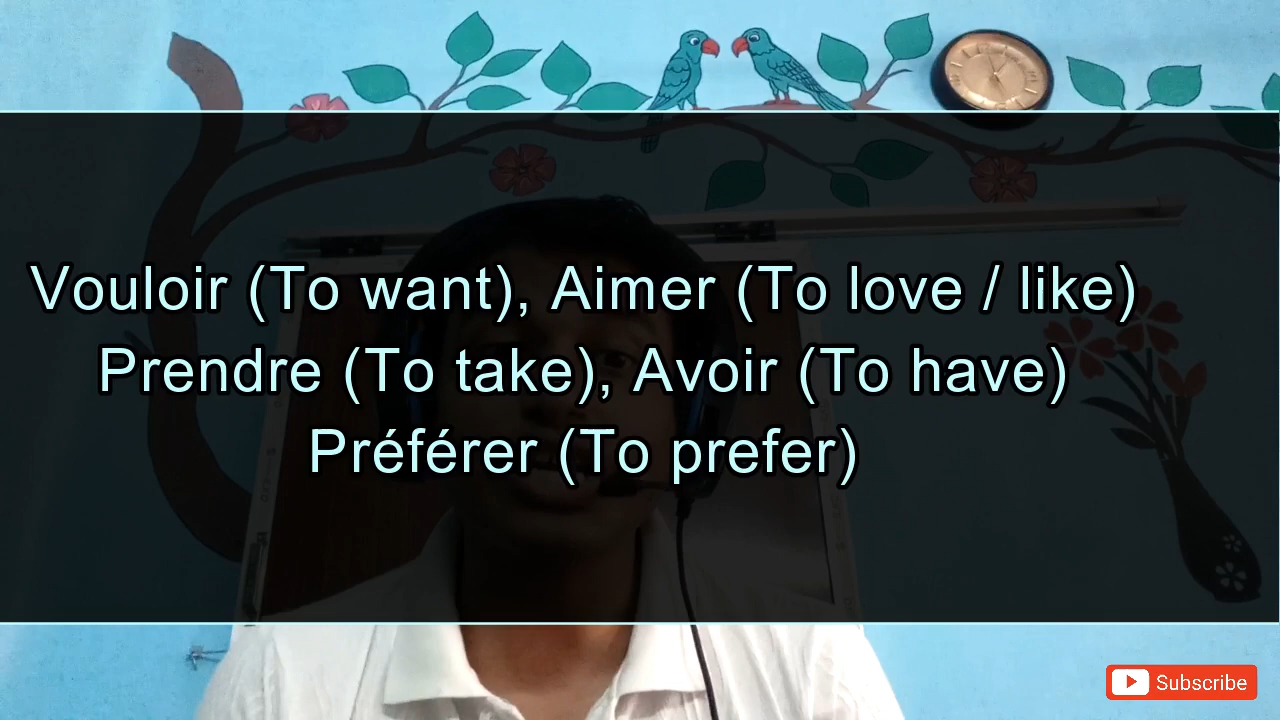 Vouloir (To want), Aimer (To love / like)
Prendre (To take), Avoir (To have)
Préférer (To prefer)
Subscribe